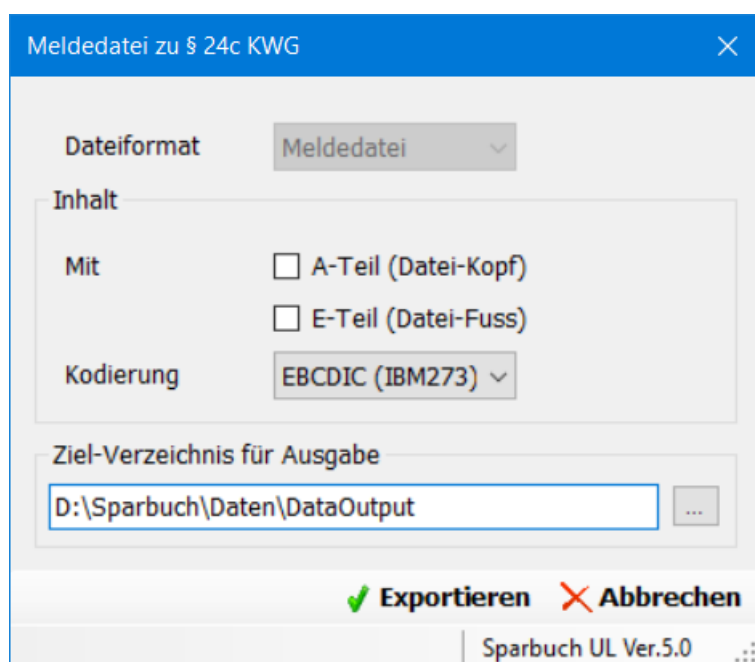 Meldedatei zu § 24c KWG
Dateiformat Meldedatei
Inhalt
Mit A-Teil (Datei-Kopf)
E-Teil (Datei-Fuss)
Kodierung EBCDIC (IBM273)
Ziel-Verzeichnis für Ausgabe
D:\Sparbuch\Daten\DataOutput ...
Exportieren Abbrechen
Sparbuch UL Ver.5.0